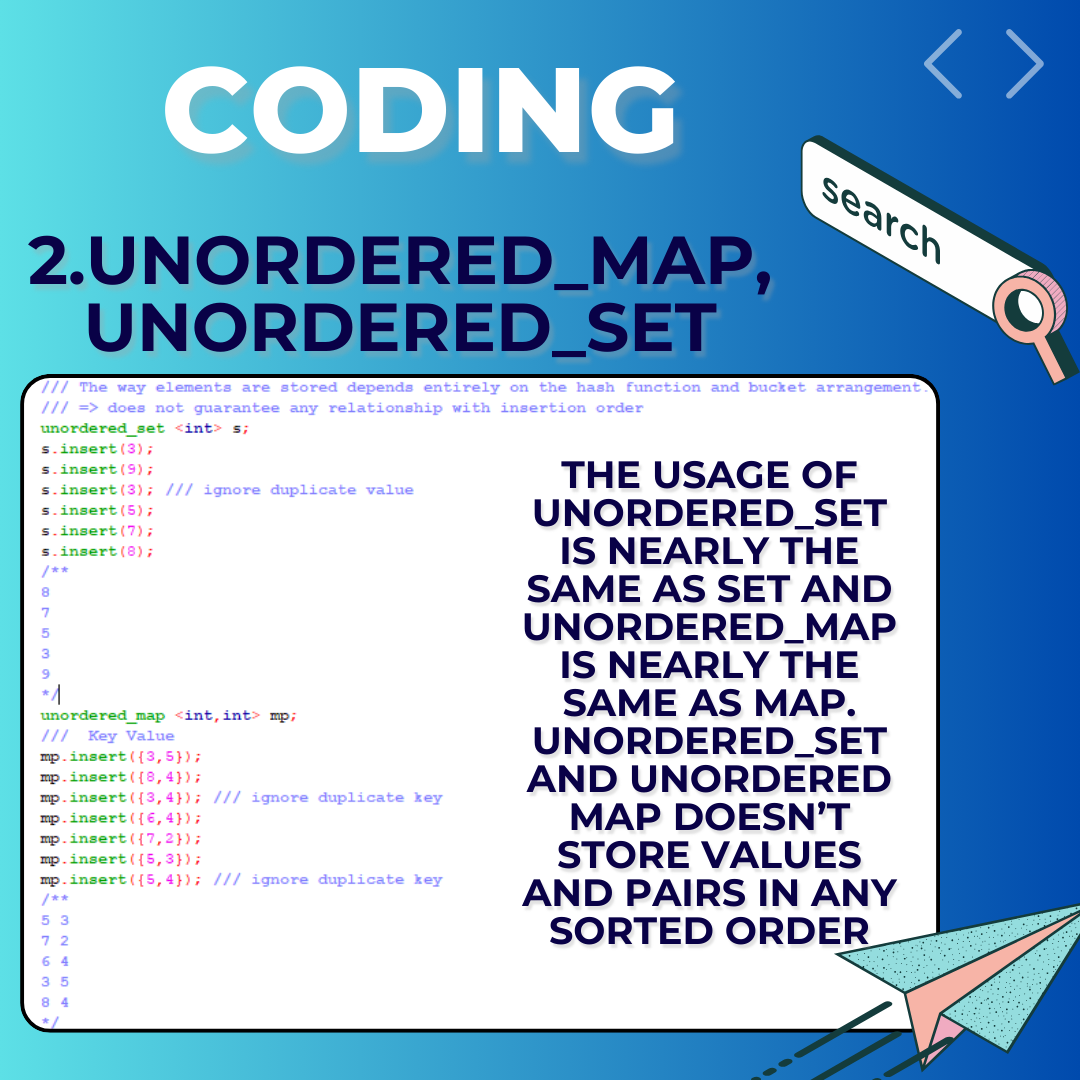 CODING
search
2.UNORDERED_MAP,
UNORDERED_SET
/// The way elements are stored depends entirely on the hash function and bucket arrangement.
/// => does not guarantee any relationship with insertion order
unordered_set <int> s;
s.insert(3);
s.insert(9);
s.insert(3); /// ignore duplicate value
s.insert(5);
s.insert(7);
s.insert(8);
/**
8
7
5
3
9
*/
unordered_map <int,int> mp;
/// Key Value
mp.insert({3,5});
mp.insert({8,4});
mp.insert({3,4}); /// ignore duplicate key
mp.insert({6,4});
mp.insert({7,2});
mp.insert({5,3});
mp.insert({5,4}); /// ignore duplicate key
/**
5 3
7 2
6 4
3 5
8 4
*/
THE USAGE OF
UNORDERED_SET
IS NEARLY THE
SAME AS SET AND
UNORDERED_MAP
IS NEARLY THE
SAME AS MAP.
UNORDERED_SET
AND UNORDERED
MAP DOESN’T
STORE VALUES
AND PAIRS IN ANY
SORTED ORDER